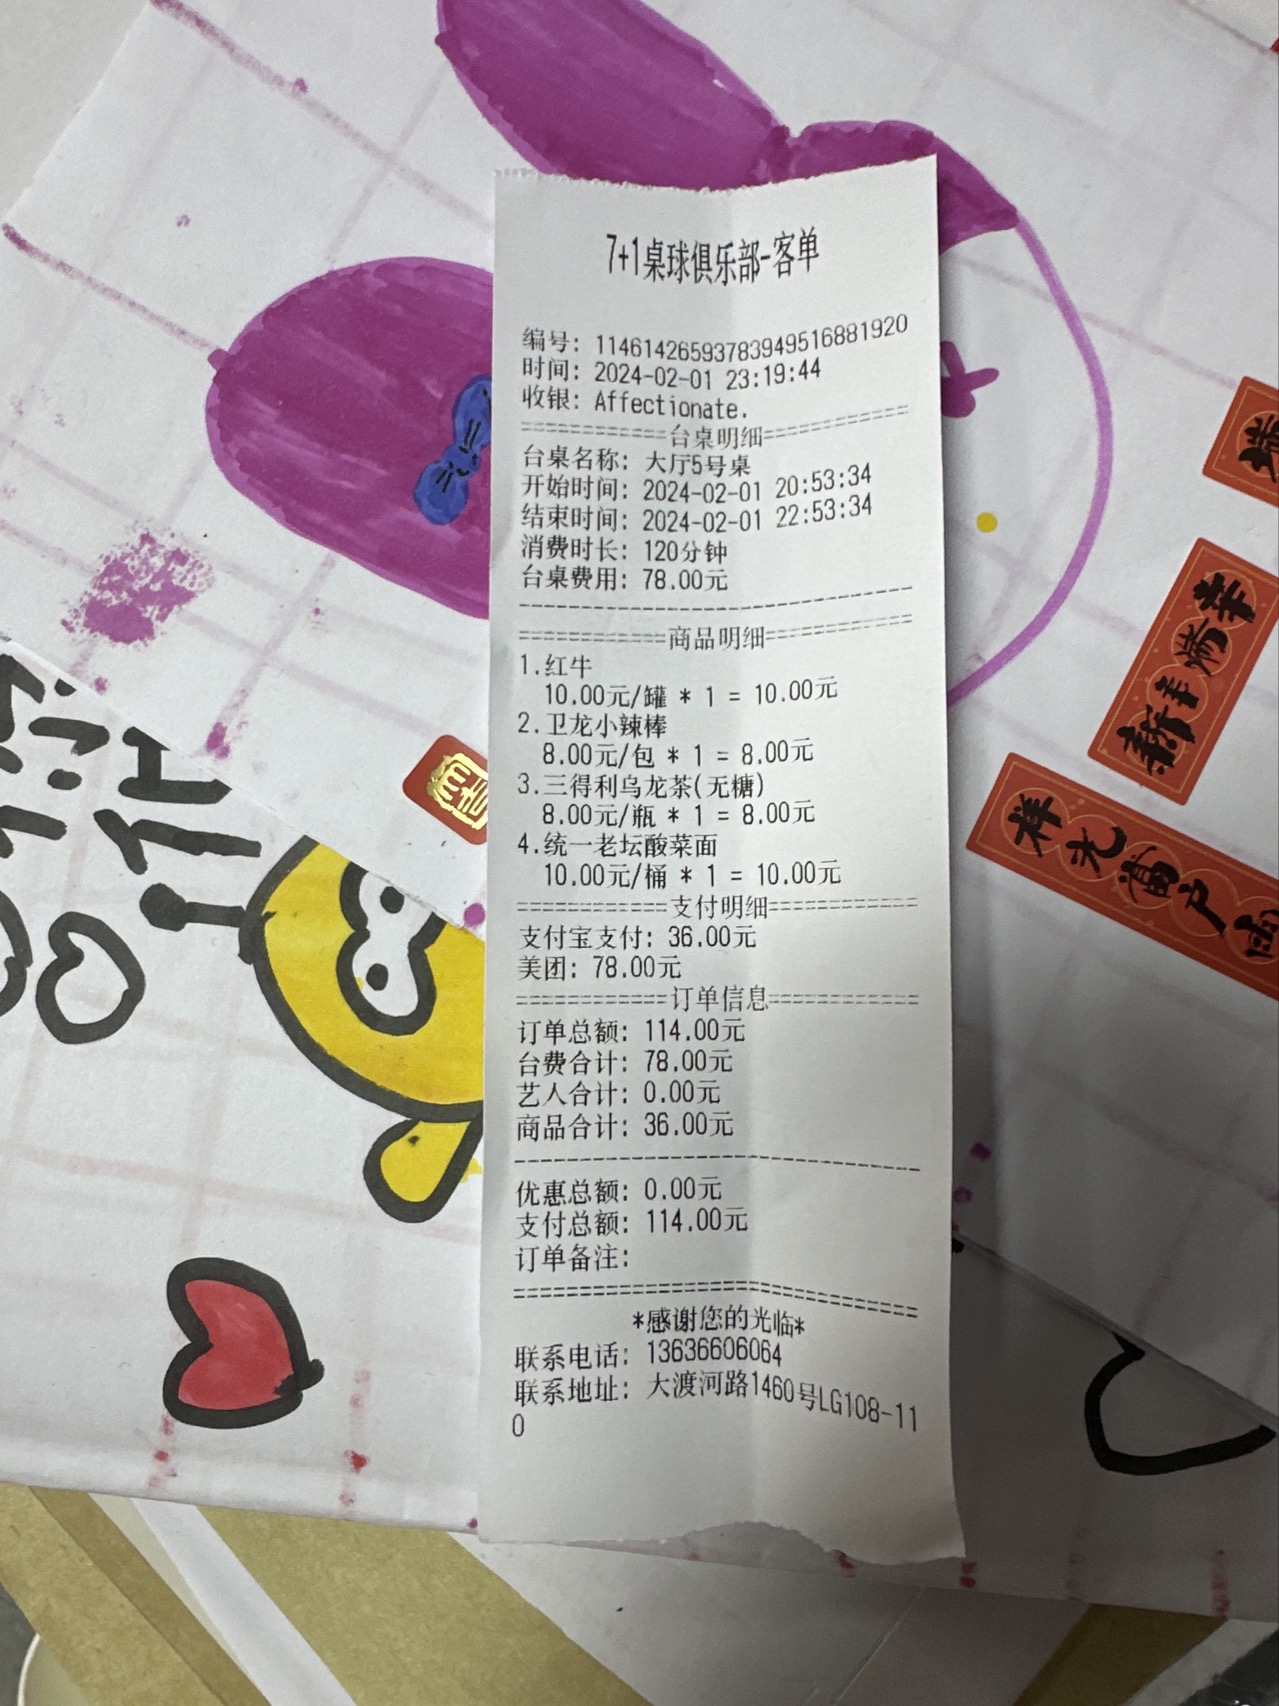 7+1桌球俱乐部-客单
编号: 11461426593783949516881920
时间: 2024-02-01 23:19:44
收银: Affectionate.
============台桌明细============
台桌名称: 大厅5号桌
开始时间: 2024-02-01 20:53:34
结束时间: 2024-02-01 22:53:34
消费时长: 120分钟
台桌费用: 78.00元
--------------------------------
============商品明细============
1.红牛
10.00元/罐 * 1 = 10.00元
2.卫龙小辣棒
8.00元/包 * 1 = 8.00元
3.三得利乌龙茶(无糖)
8.00元/瓶 * 1 = 8.00元
4.统一老坛酸菜面
10.00元/桶 * 1 = 10.00元
============支付明细============
支付宝支付: 36.00元
美团: 78.00元
============订单信息============
订单总额: 114.00元
台费合计: 78.00元
艺人合计: 0.00元
商品合计: 36.00元
--------------------------------
优惠总额: 0.00元
支付总额: 114.00元
订单备注:
================================
*感谢您的光临*
联系电话: 13636606064
联系地址: 大渡河路1460号LG108-11
0
祥光满户